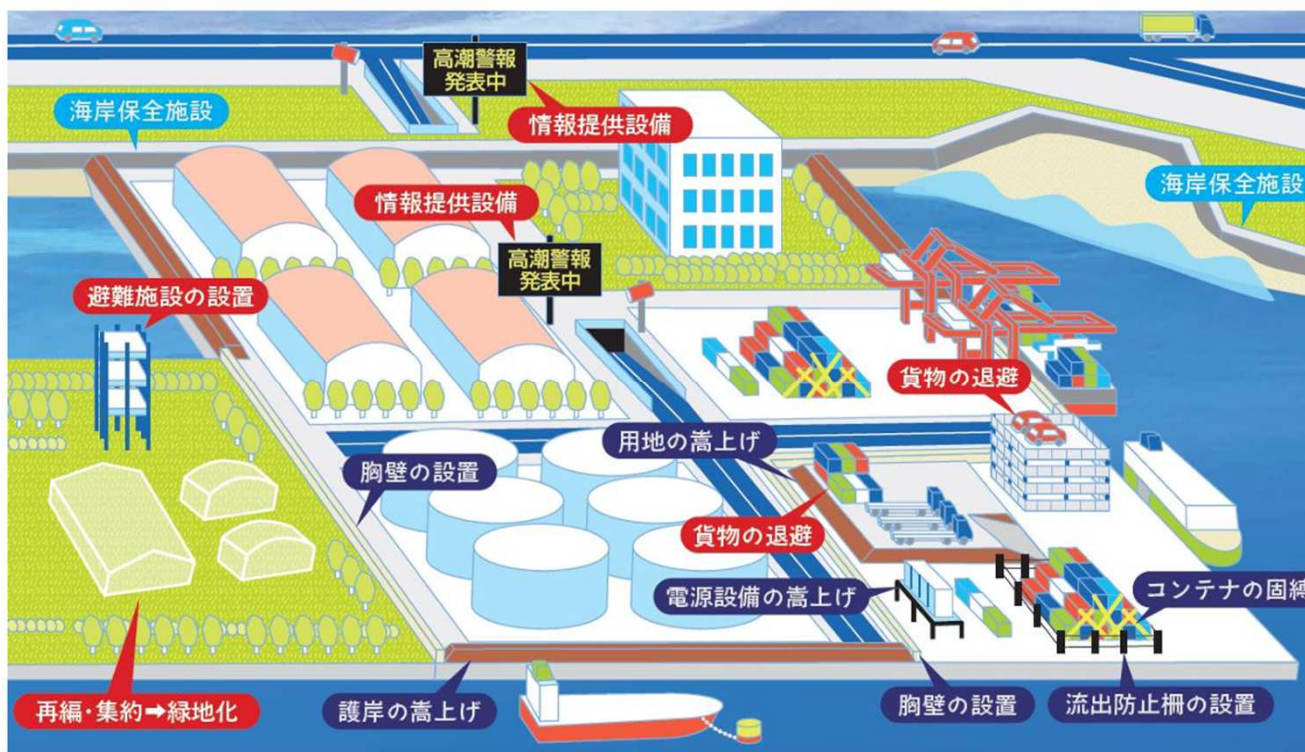 高潮警報
発表中
海岸保全施設
情報提供設備
海岸保全施設
情報提供設備
高潮警報
発表中
避難施設の設置
貨物の退避
用地の嵩上げ
胸壁の設置
貨物の退避
電源設備の嵩上げ
コンテナの固縛
再編・集約➡緑地化
護岸の嵩上げ
胸壁の設置
流出防止柵の設置